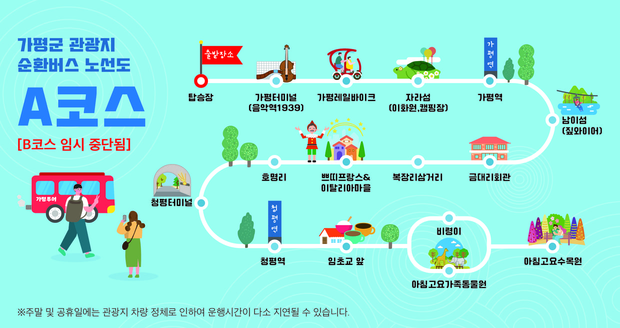 가평군 관광지
순환버스 노선도
A코스
[B코스 임시 중단됨]
출발장소
탑승장
가평터미널
(음악역1939)
가평레일바이크
자라섬
(이화원,캠핑장)
가평역
가평역
남이섬
(짚와이어)
금대리회관
복장리삼거리
쁘띠프랑스&
이탈리아마을
호명리
청평터미널
청평역
청평역
임초교 앞
비령이
아침고요가족동물원
아침고요수목원
가평투어
※주말 및 공휴일에는 관광지 차량 정체로 인하여 운행시간이 다소 지연될 수 있습니다.